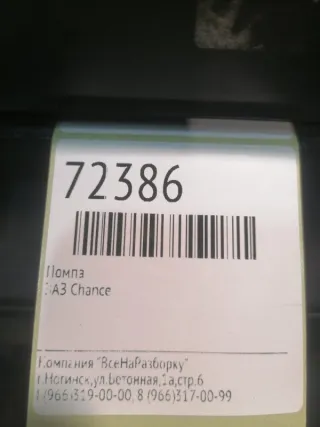 72386
Помпа
ЗАЗ Chance
Компания "ВсеНаРазборку"
г.Ногинск,ул.Бетонная,1а,стр.6
8(966)319-00-00, 8 (966)317-00-99